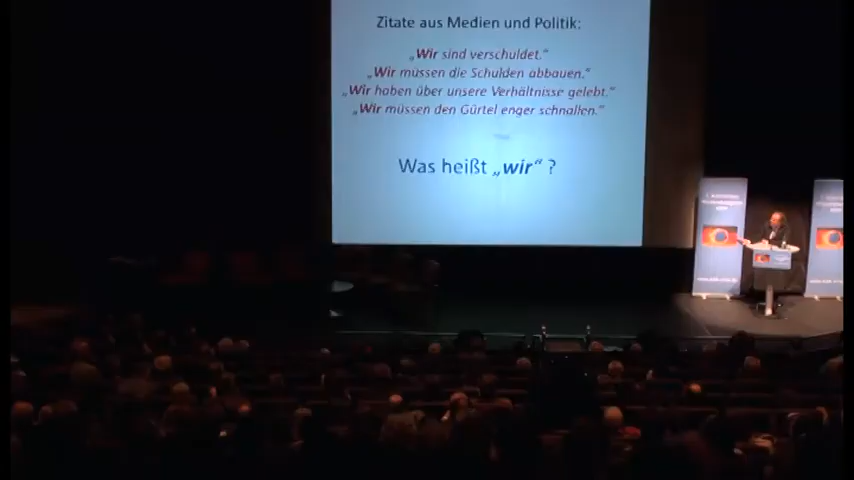 Zitate aus Medien und Politik:
„Wir sind verschuldet.“
„Wir müssen die Schulden abbauen.“
„Wir haben über unsere Verhältnisse gelebt.“
„Wir müssen den Gürtel enger schnallen.“
Was heißt „wir“ ?